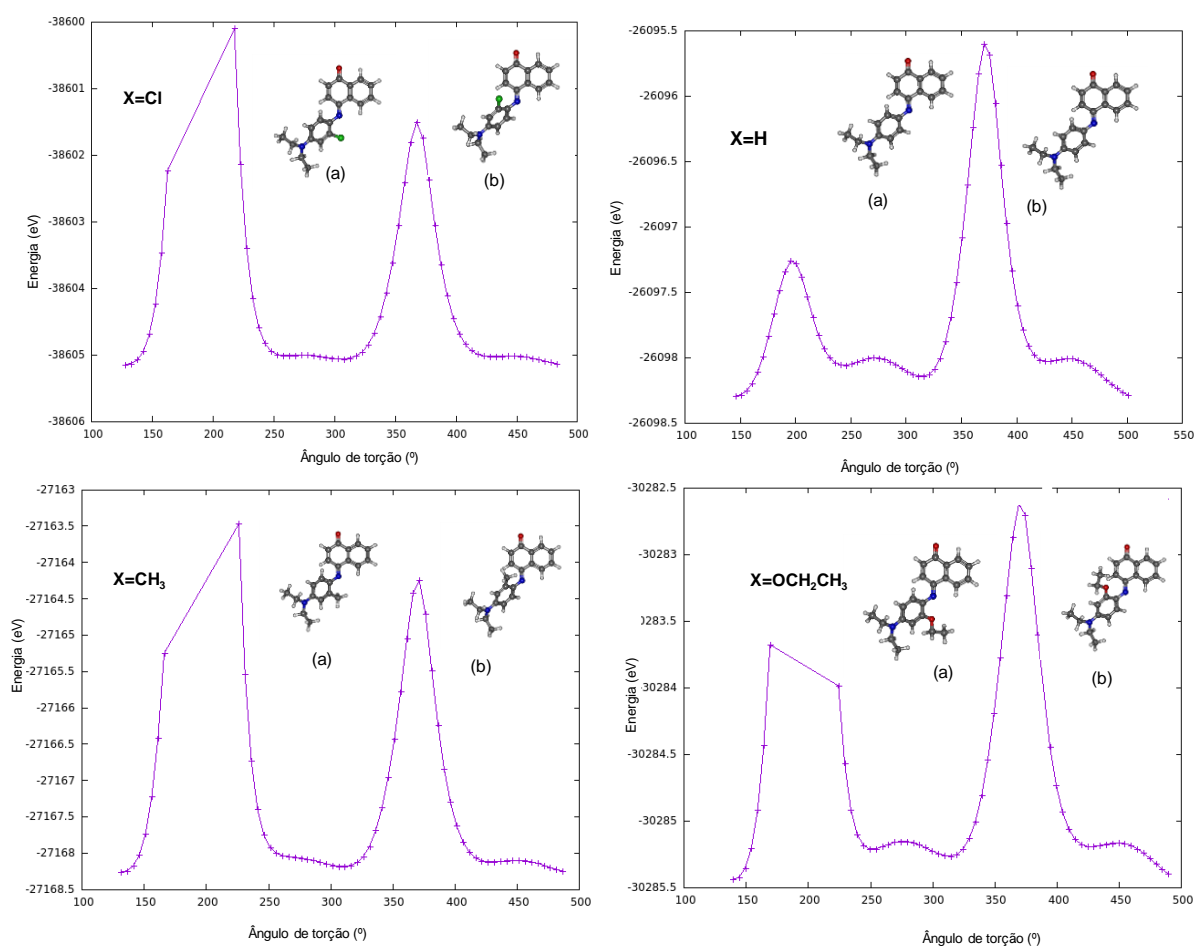 -38600
-38601
-38602
-38603
-38604
-38605
-38606
Energia (eV)
X=Cl
(a)
(b)
100 150 200 250 300 350 400 450 500
Ângulo de torção (º)
-26095.5
-26096
-26096.5
-26097
-26097.5
-26098
-26098.5
Energia (eV)
X=H
(a)
(b)
100 150 200 250 300 350 400 450 500 550
Ângulo de torção (º)
-27163
-27163.5
-27164
-27164.5
-27165
-27165.5
-27166
-27166.5
-27167
-27167.5
-27168
-27168.5
Energia (eV)
X=CH₃
(a)
(b)
100 150 200 250 300 350 400 450 500
Ângulo de torção (º)
-30282.5
-30283
283.5
-30284
-30284.5
-30285
-30285.5
Energia (eV)
X=OCH₂CH₃
(a)
(b)
100 150 200 250 300 350 400 450 500
Ângulo de torção (º)